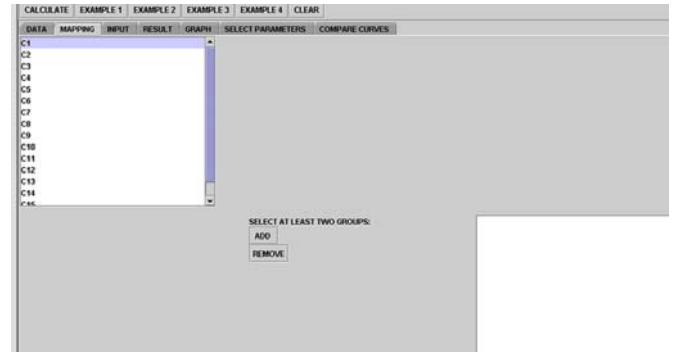 CALCULATE EXAMPLE 1 EXAMPLE 2 EXAMPLE 3 EXAMPLE 4 CLEAR
DATA MAPPING INPUT RESULT GRAPH SELECT PARAMETERS COMPARE CURVES
C1
C2
C3
C4
C5
C6
C7
C8
C9
C10
C11
C12
C13
C14
C15
SELECT AT LEAST TWO GROUPS:
ADD
REMOVE